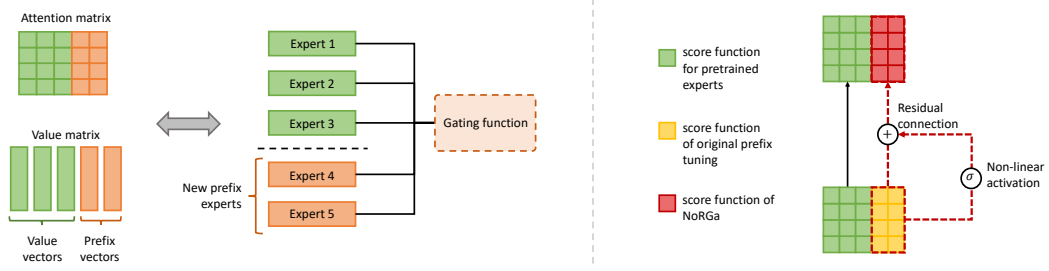 Attention matrix
Value matrix
Value
vectors
Prefix
vectors
Expert 1
Expert 2
Expert 3
Expert 4
Expert 5
New prefix
experts
Gating function
score function
for pretrained
experts
score function
of original prefix
tuning
score function of
NoRGa
Residual
connection
+
σ
Non-linear
activation